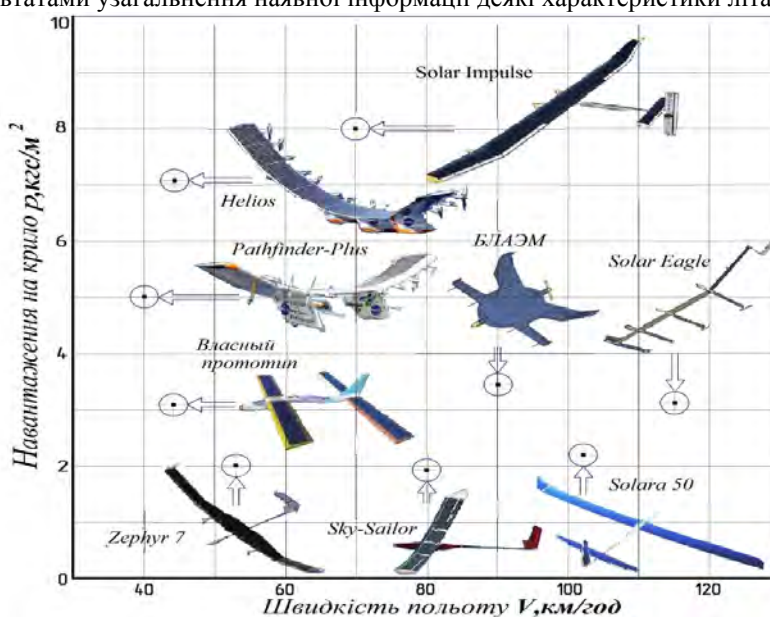 втатами узагальнення наявної інформації деякі характеристики літа
10
Solar Impulse
8
Helios
6
Pathfinder-Plus
БЛАЭМ
Solar Eagle
4
Власный
прототип
2
Solara 50
Zephyr 7
Sky-Sailor
0
40
60
80
100
120
Швидкість польоту V,км/год
Навантаження на крило p,кгс/м²